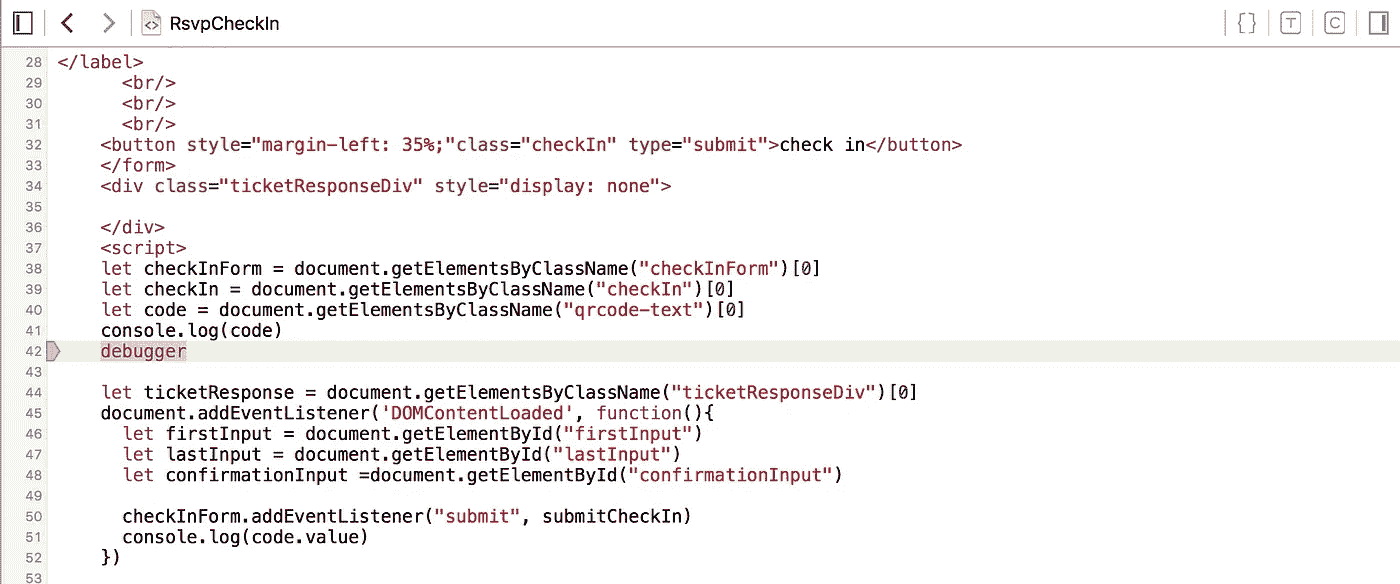 RsvpCheckIn
{} T C
28 </label>
29 <br/>
30 <br/>
31 <br/>
32 <button style="margin-left: 35%;"class="checkIn" type="submit">check in</button>
33 </form>
34 <div class="ticketResponseDiv" style="display: none">
35
36 </div>
37 <script>
38 let checkInForm = document.getElementsByClassName("checkInForm")[0]
39 let checkIn = document.getElementsByClassName("checkIn")[0]
40 let code = document.getElementsByClassName("qrcode-text")[0]
41 console.log(code)
42 debugger
43
44 let ticketResponse = document.getElementsByClassName("ticketResponseDiv")[0]
45 document.addEventListener('DOMContentLoaded', function(){
46 let firstInput = document.getElementById("firstInput")
47 let lastInput = document.getElementById("lastInput")
48 let confirmationInput =document.getElementById("confirmationInput")
49
50 checkInForm.addEventListener("submit", submitCheckIn)
51 console.log(code.value)
52 })
53